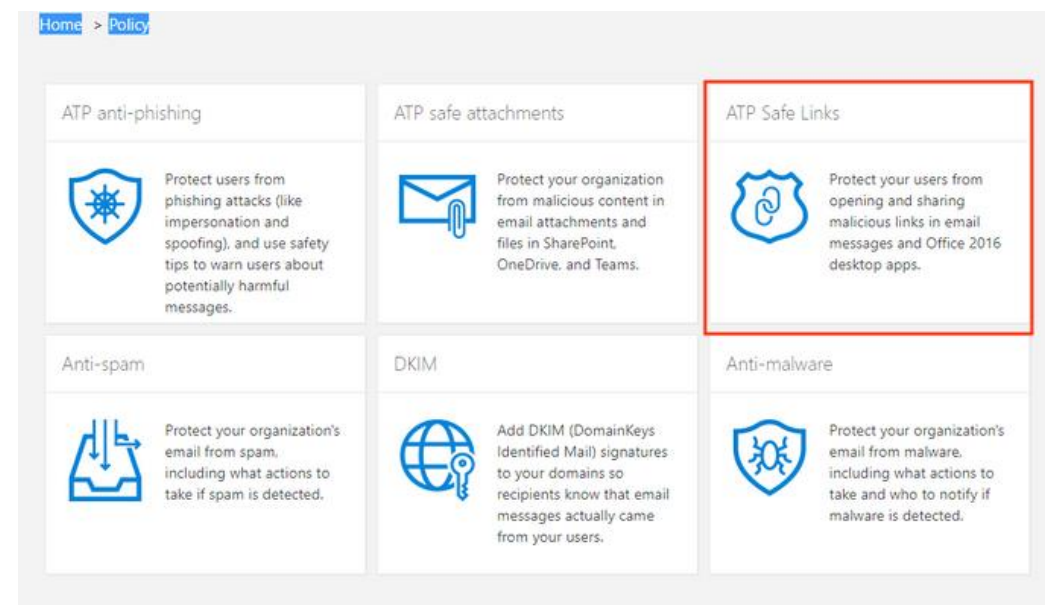 Home > Policy
ATP anti-phishing
Protect users from
phishing attacks (like
impersonation and
spoofing), and use safety
tips to warn users about
potentially harmful
messages.
ATP safe attachments
Protect your organization
from malicious content in
email attachments and
files in SharePoint,
OneDrive, and Teams.
ATP Safe Links
Protect your users from
opening and sharing
malicious links in email
messages and Office 2016
desktop apps.
Anti-spam
Protect your organization's
email from spam,
including what actions to
take if spam is detected.
DKIM
Add DKIM (DomainKeys
Identified Mail) signatures
to your domains so
recipients know that email
messages actually came
from your users.
Anti-malware
Protect your organization's
email from malware,
including what actions to
take and who to notify if
malware is detected.